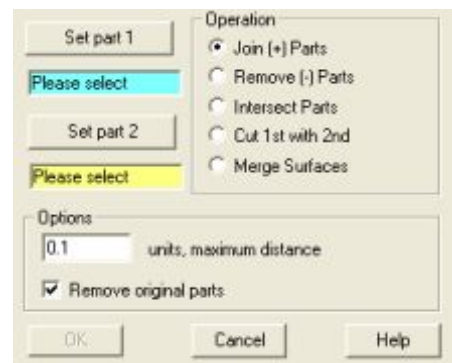 Set part 1
Please select
Set part 2
Please select
Operation
Join (+) Parts
Remove (-) Parts
Intersect Parts
Cut 1st with 2nd
Merge Surfaces
Options
0.1 units, maximum distance
Remove original parts
OK Cancel Help